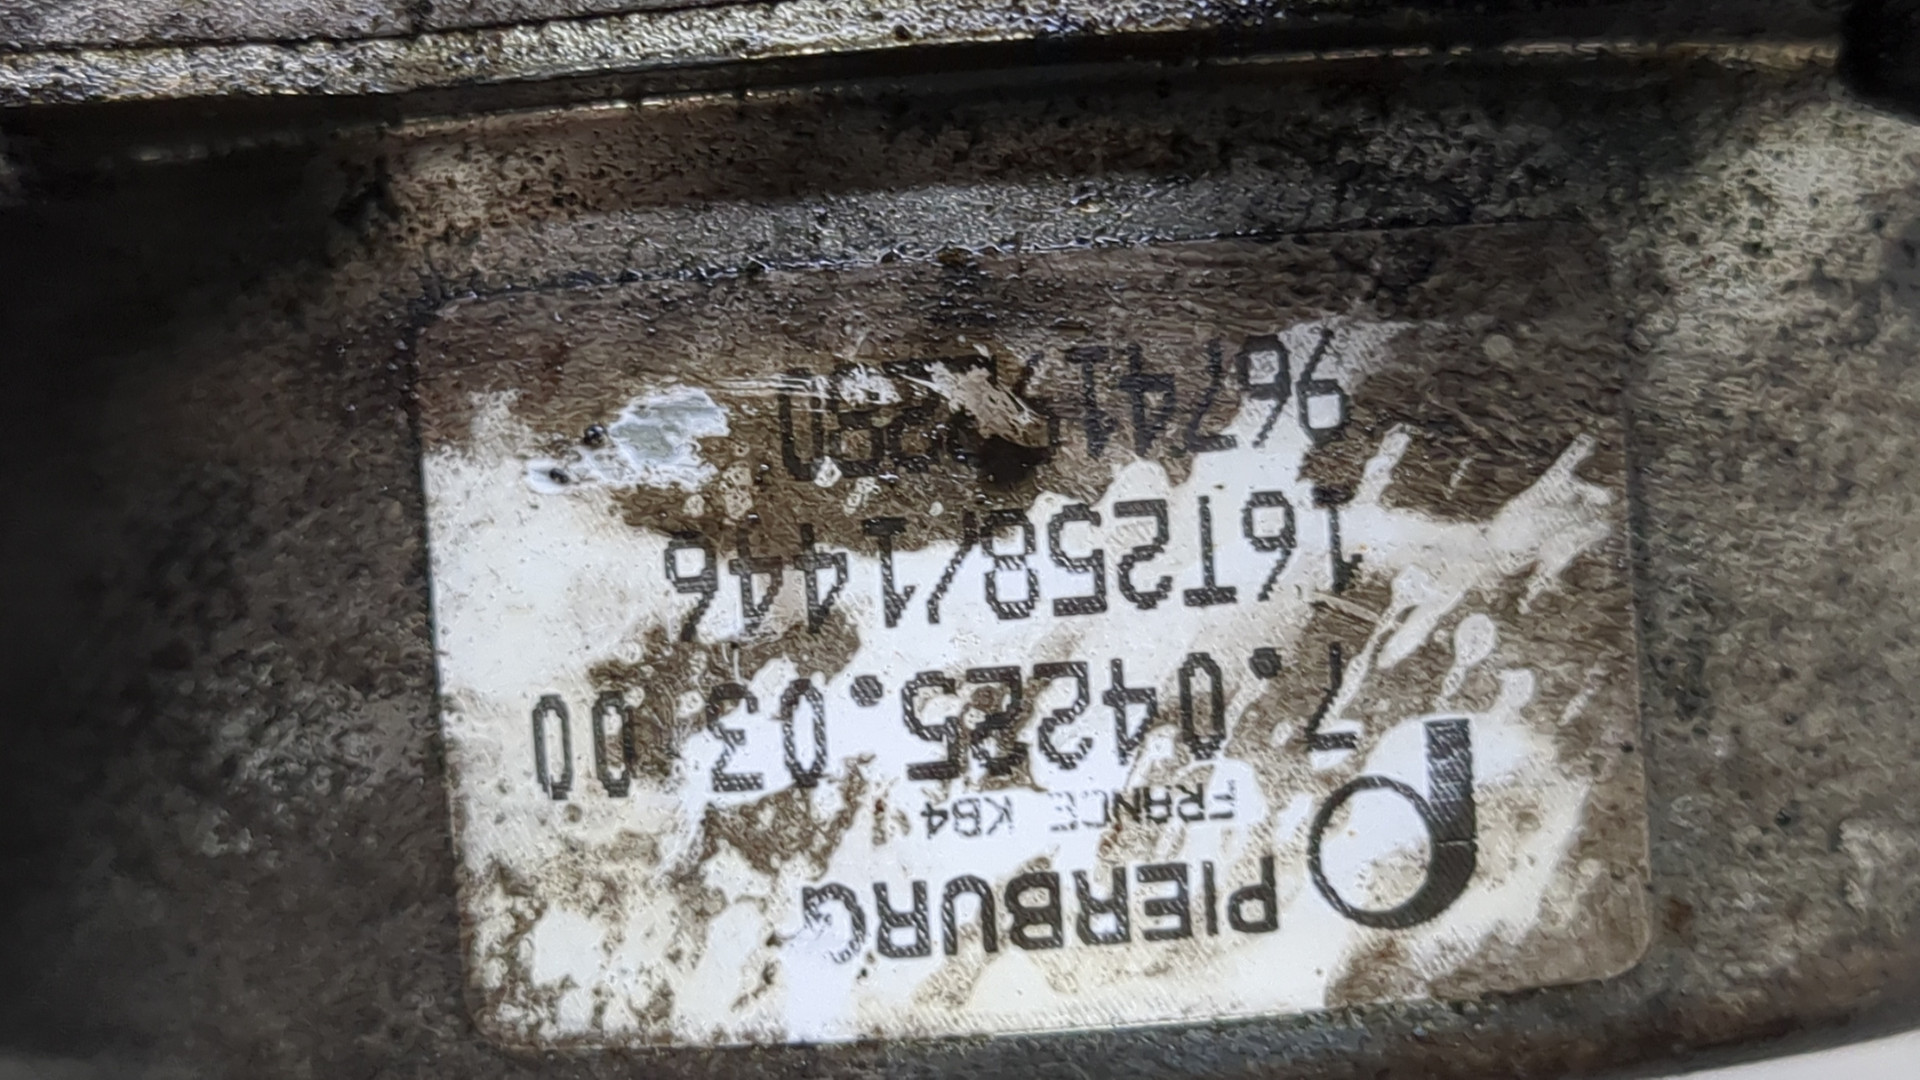 PIERBURG
FRANCE KB4
7.04225.03 00
16T258/1446